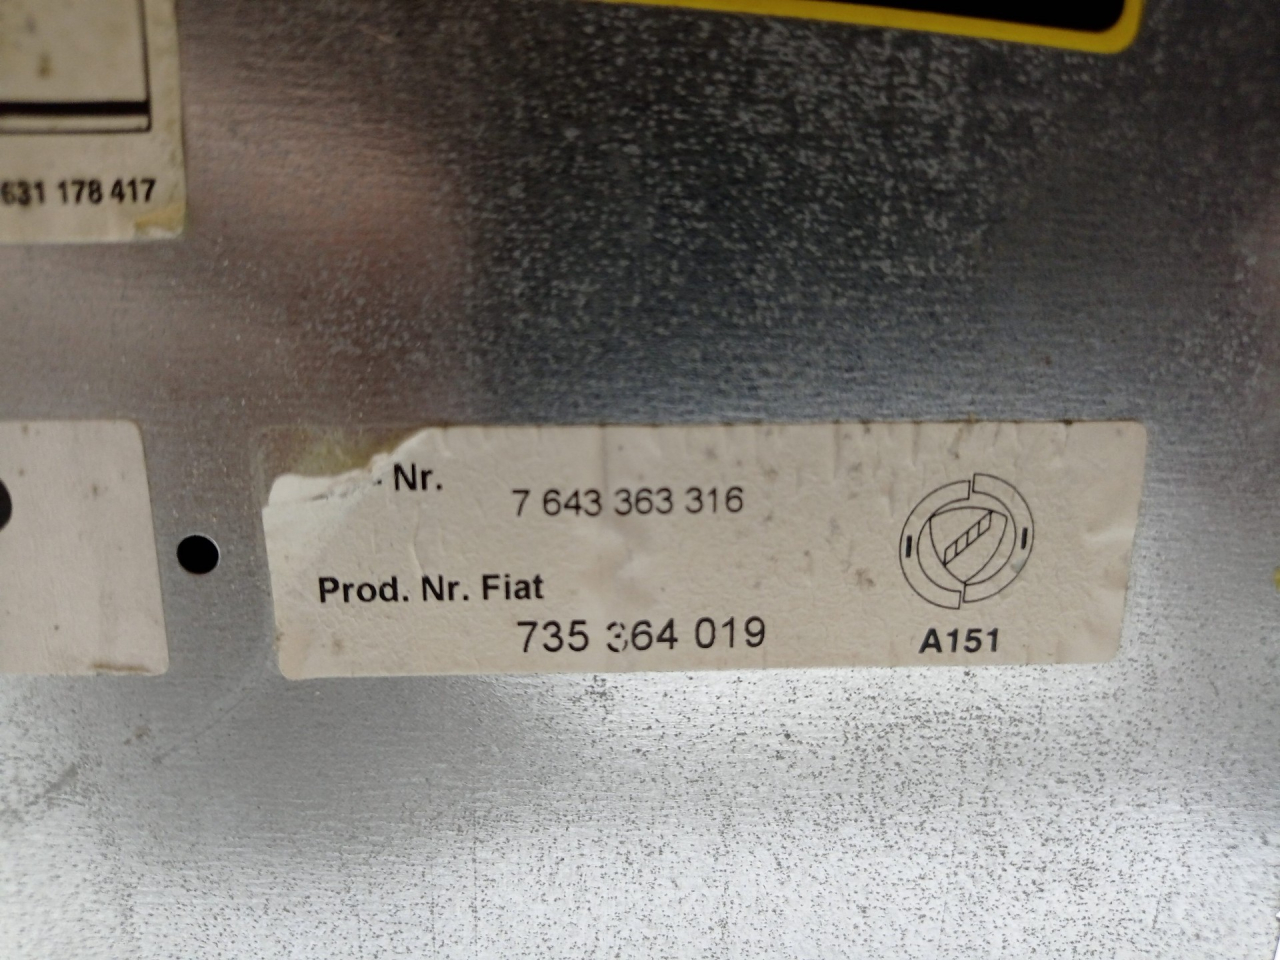 631 178 417
Nr.
7 643 363 316
Prod. Nr. Fiat
735 364 019
A151